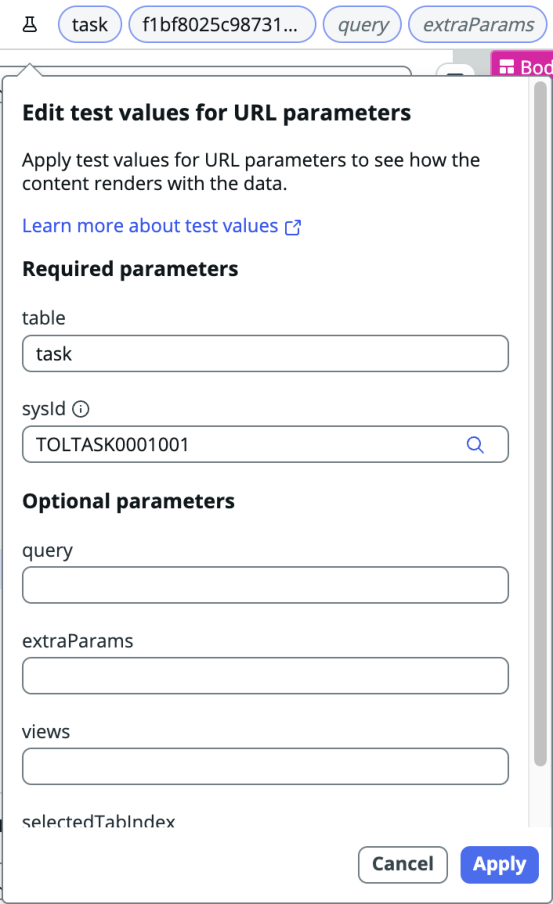 task f1bf8025c98731... query extraParams
Bod
Edit test values for URL parameters
Apply test values for URL parameters to see how the
content renders with the data.
Learn more about test values
Required parameters
table
task
sysId
TOLTASK0001001
Optional parameters
query
extraParams
views
selectedTabIndex
Cancel Apply